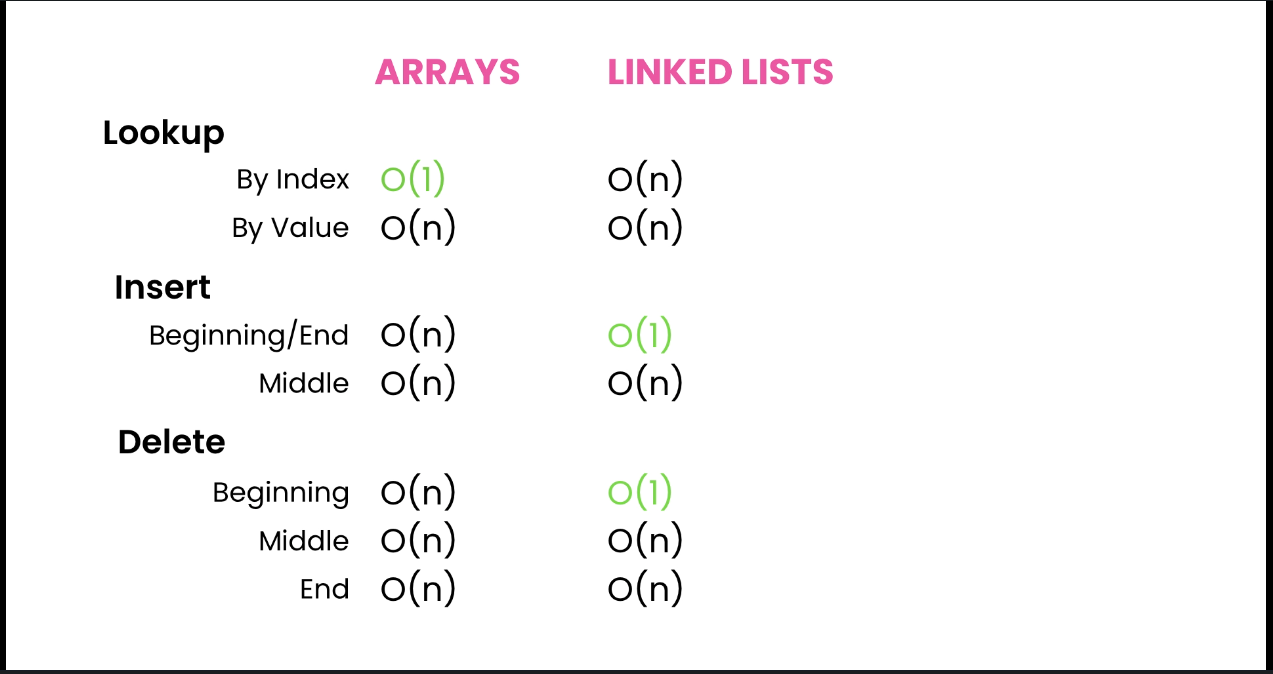 ARRAYS LINKED LISTS
Lookup
By Index O(1) O(n)
By Value O(n) O(n)
Insert
Beginning/End O(n) O(1)
Middle O(n) O(n)
Delete
Beginning O(n) O(1)
Middle O(n) O(n)
End O(n) O(n)